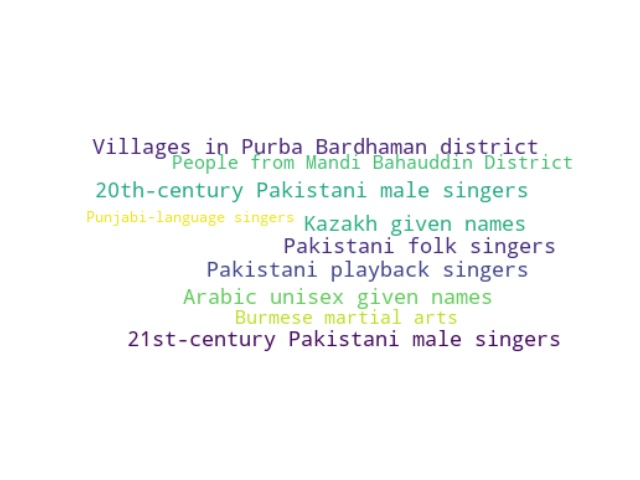 Villages in Purba Bardhaman district
People from Mandi Bahauddin District
20th-century Pakistani male singers
Punjabi-language singers
Kazakh given names
Pakistani folk singers
Pakistani playback singers
Arabic unisex given names
Burmese martial arts
21st-century Pakistani male singers